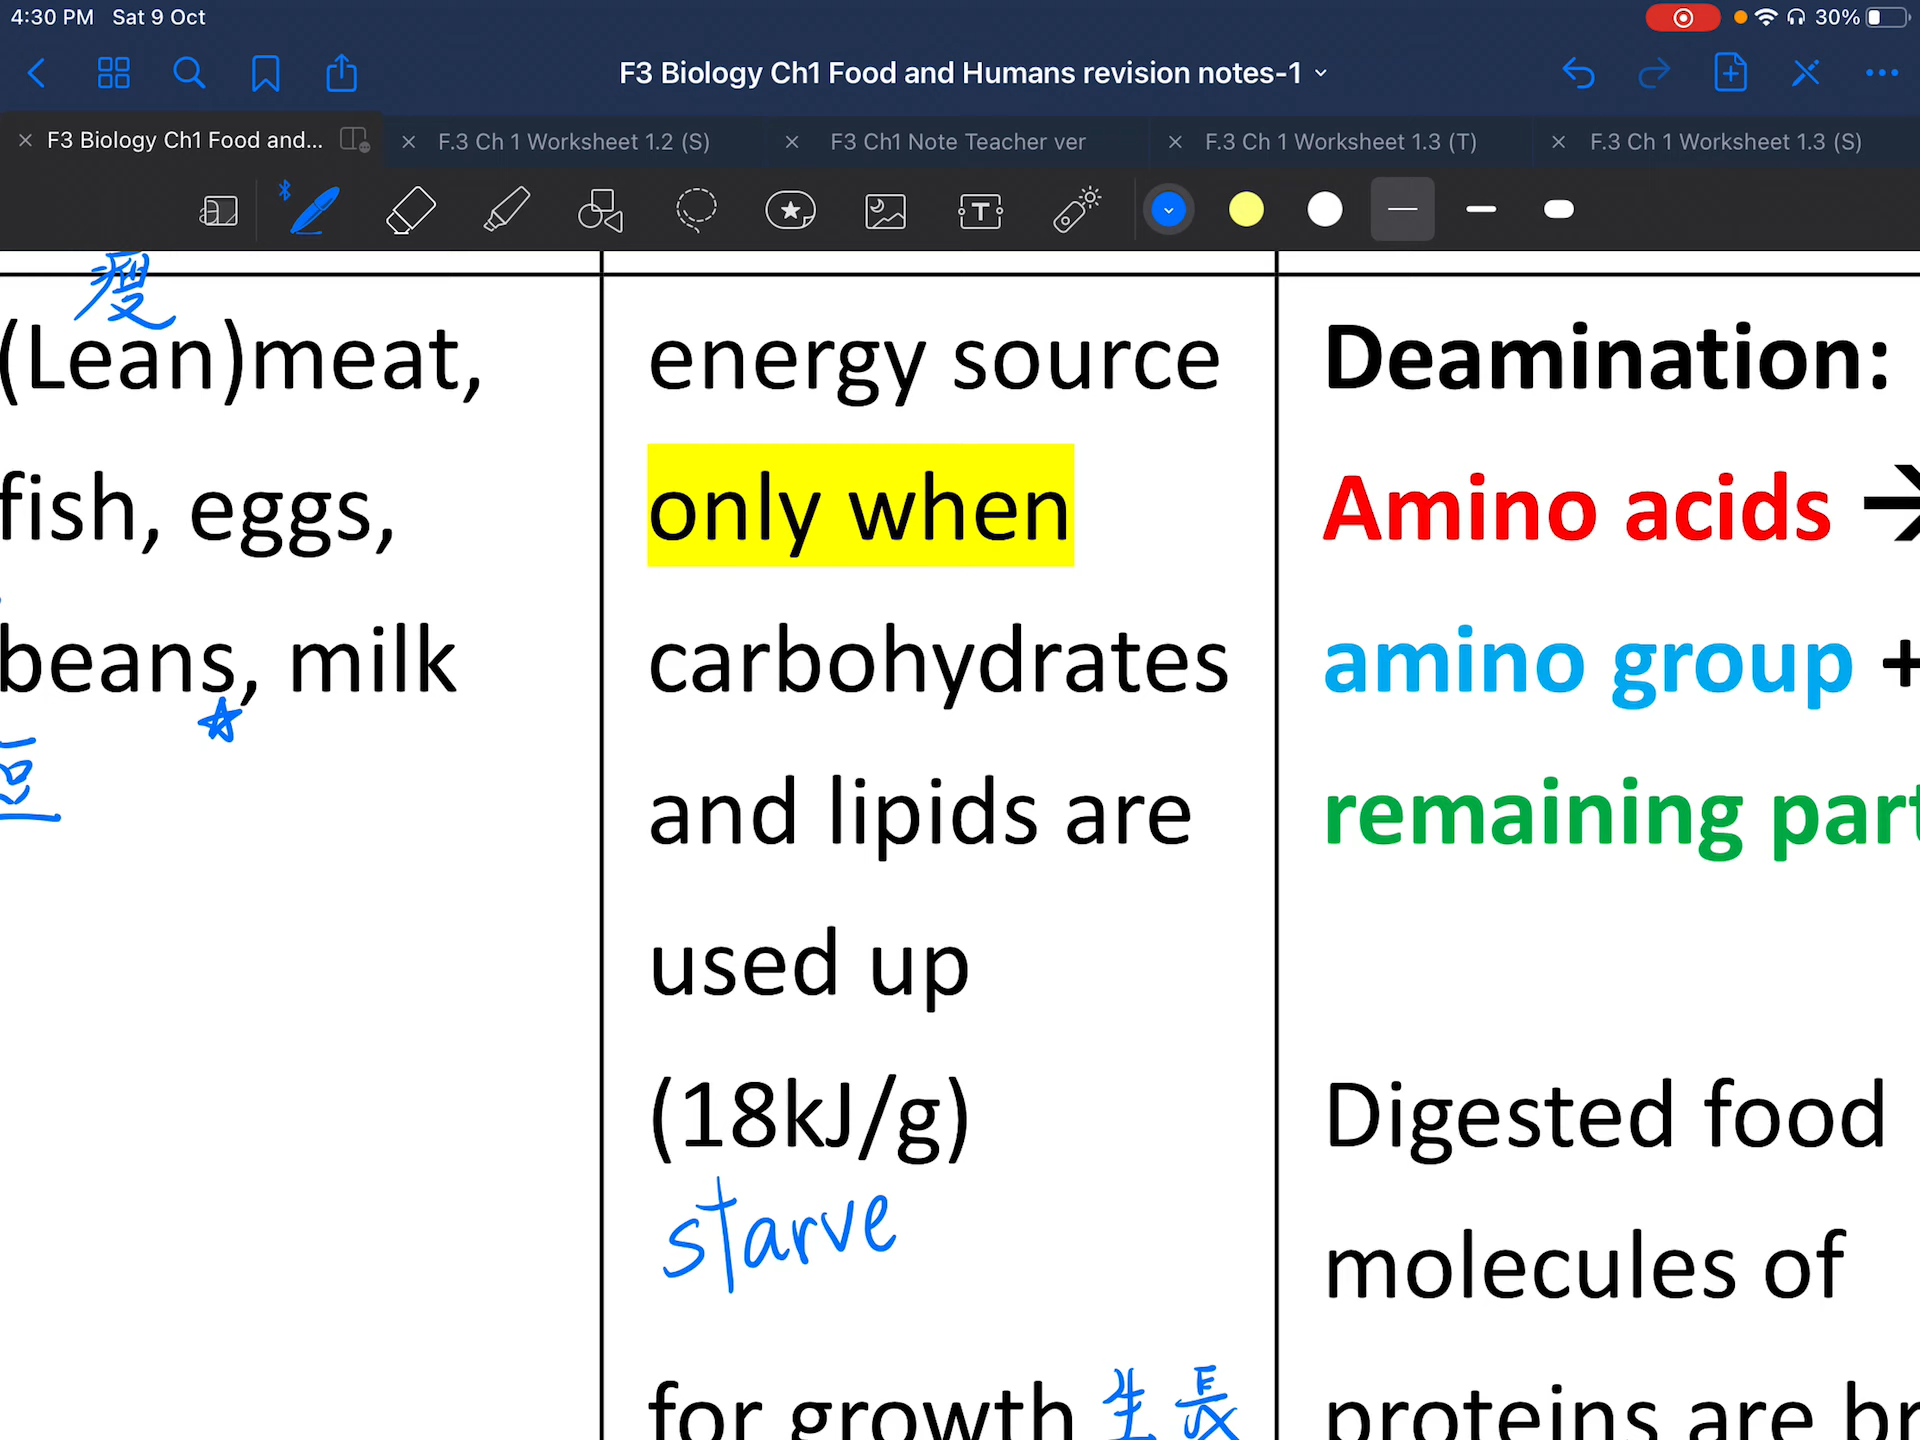 4:30 PM Sat 9 Oct
30%
F3 Biology Ch1 Food and Humans revision notes-1
F3 Biology Ch1 Food and...
F.3 Ch 1 Worksheet 1.2 (S)
F3 Ch1 Note Teacher ver
F.3 Ch 1 Worksheet 1.3 (T)
F.3 Ch 1 Worksheet 1.3 (S)
瘦
(Lean)meat,
fish, eggs,
beans, milk
豆
energy source
only when
carbohydrates
and lipids are
used up
(18kJ/g)
starve
for growth 生長
Deamination:
Amino acids →
amino group +
remaining part
Digested food
molecules of
proteins are br